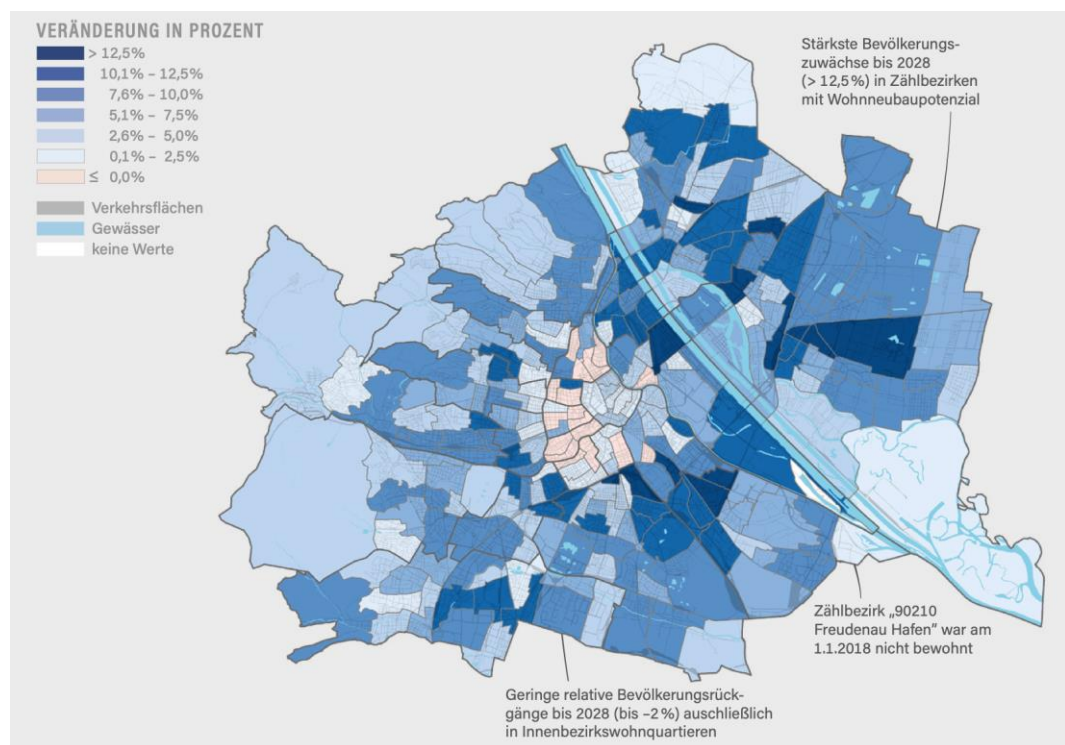 VERÄNDERUNG IN PROZENT
> 12,5%
10,1% – 12,5%
7,6% – 10,0%
5,1% – 7,5%
2,6% – 5,0%
0,1% – 2,5%
≤ 0,0%
Verkehrsflächen
Gewässer
keine Werte
Stärkste Bevölkerungs-
zuwächse bis 2028
(> 12,5 %) in Zählbezirken
mit Wohnneubaupotenzial
Zählbezirk „90210
Freudenau Hafen" war am
1.1.2018 nicht bewohnt
Geringe relative Bevölkerungsrück-
gänge bis 2028 (bis –2 %) auschließlich
in Innenbezirkswohnquartieren